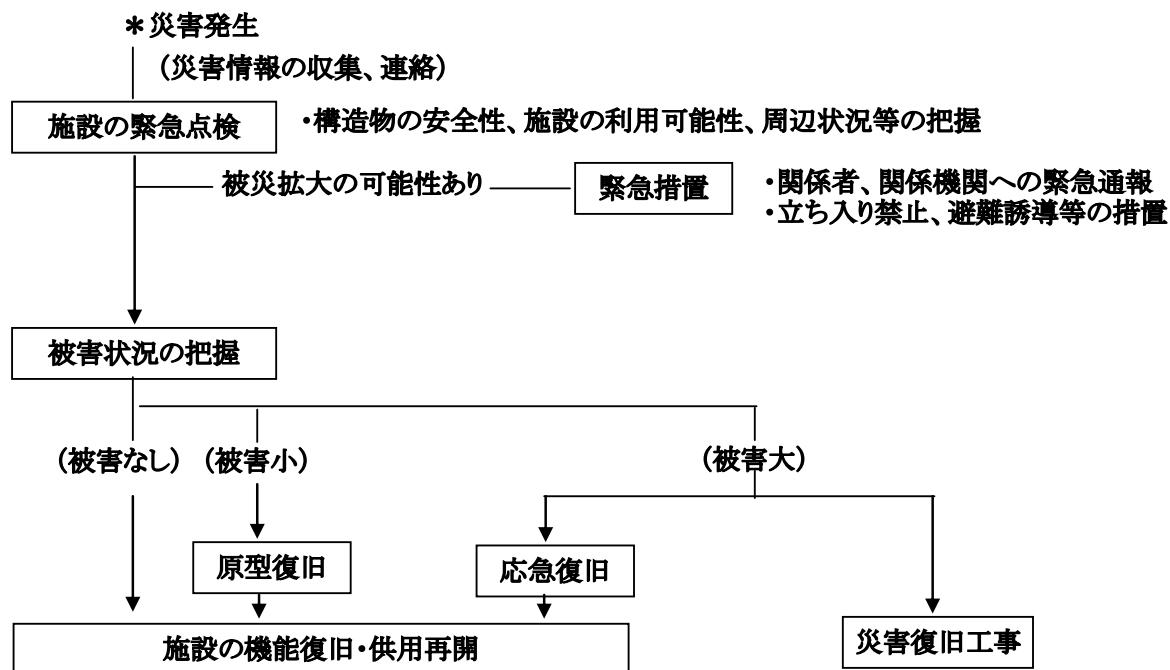 ＊災害発生
(災害情報の収集、連絡)
施設の緊急点検
・構造物の安全性、施設の利用可能性、周辺状況等の把握
被災拡大の可能性あり
緊急措置
・関係者、関係機関への緊急通報
・立ち入り禁止、避難誘導等の措置
被害状況の把握
(被害なし)
(被害小)
(被害大)
原型復旧
応急復旧
施設の機能復旧・供用再開
災害復旧工事